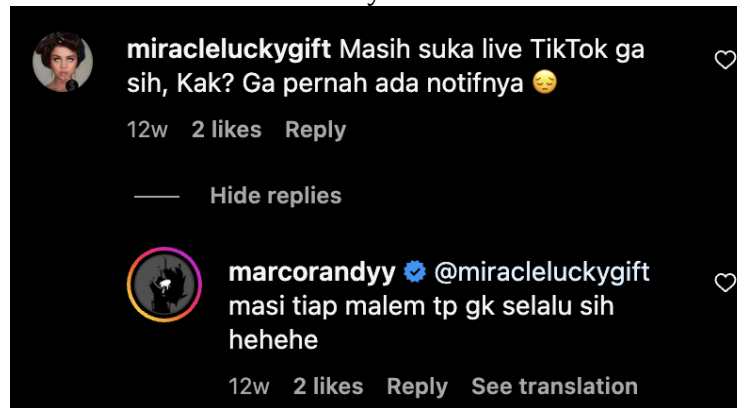 miracleluckygift Masih suka live TikTok ga
sih, Kak? Ga pernah ada notifnya 😔
12w 2 likes Reply
Hide replies
marcorandyy @miracleluckygift
masi tiap malem tp gk selalu sih
hehehe
12w 2 likes Reply See translation